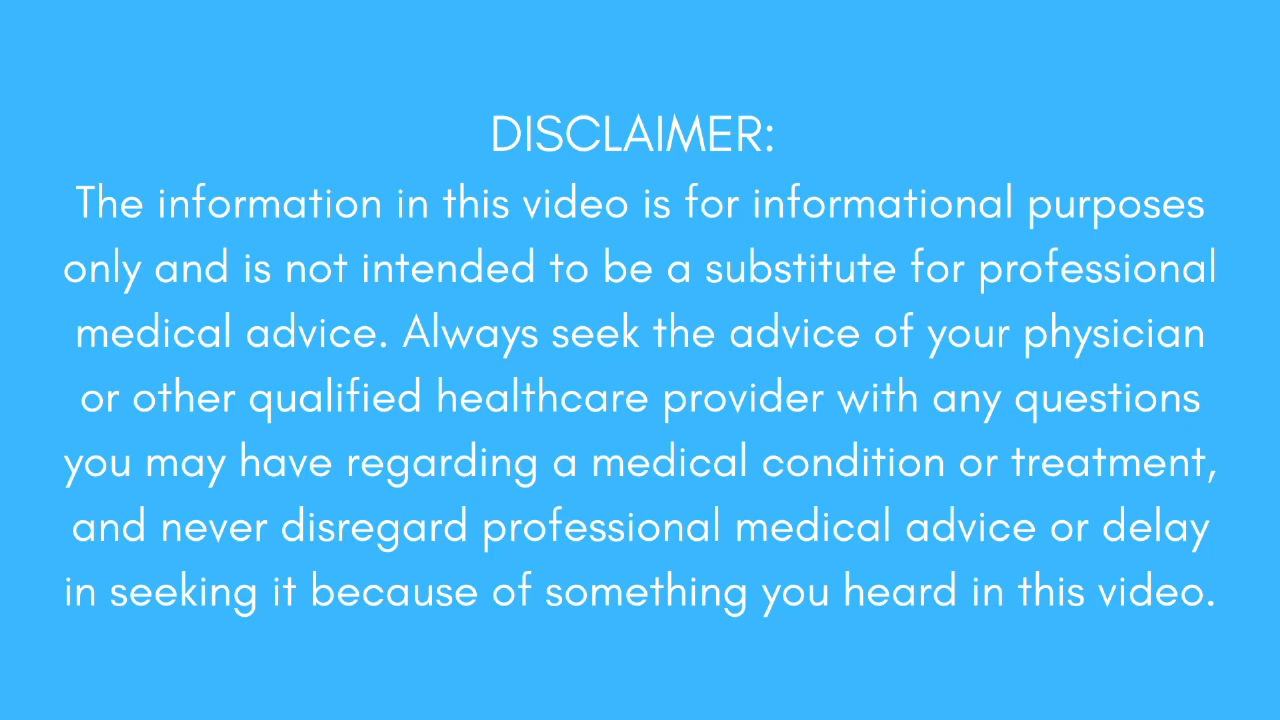 DISCLAIMER:
The information in this video is for informational purposes
only and is not intended to be a substitute for professional
medical advice. Always seek the advice of your physician
or other qualified healthcare provider with any questions
you may have regarding a medical condition or treatment,
and never disregard professional medical advice or delay
in seeking it because of something you heard in this video.